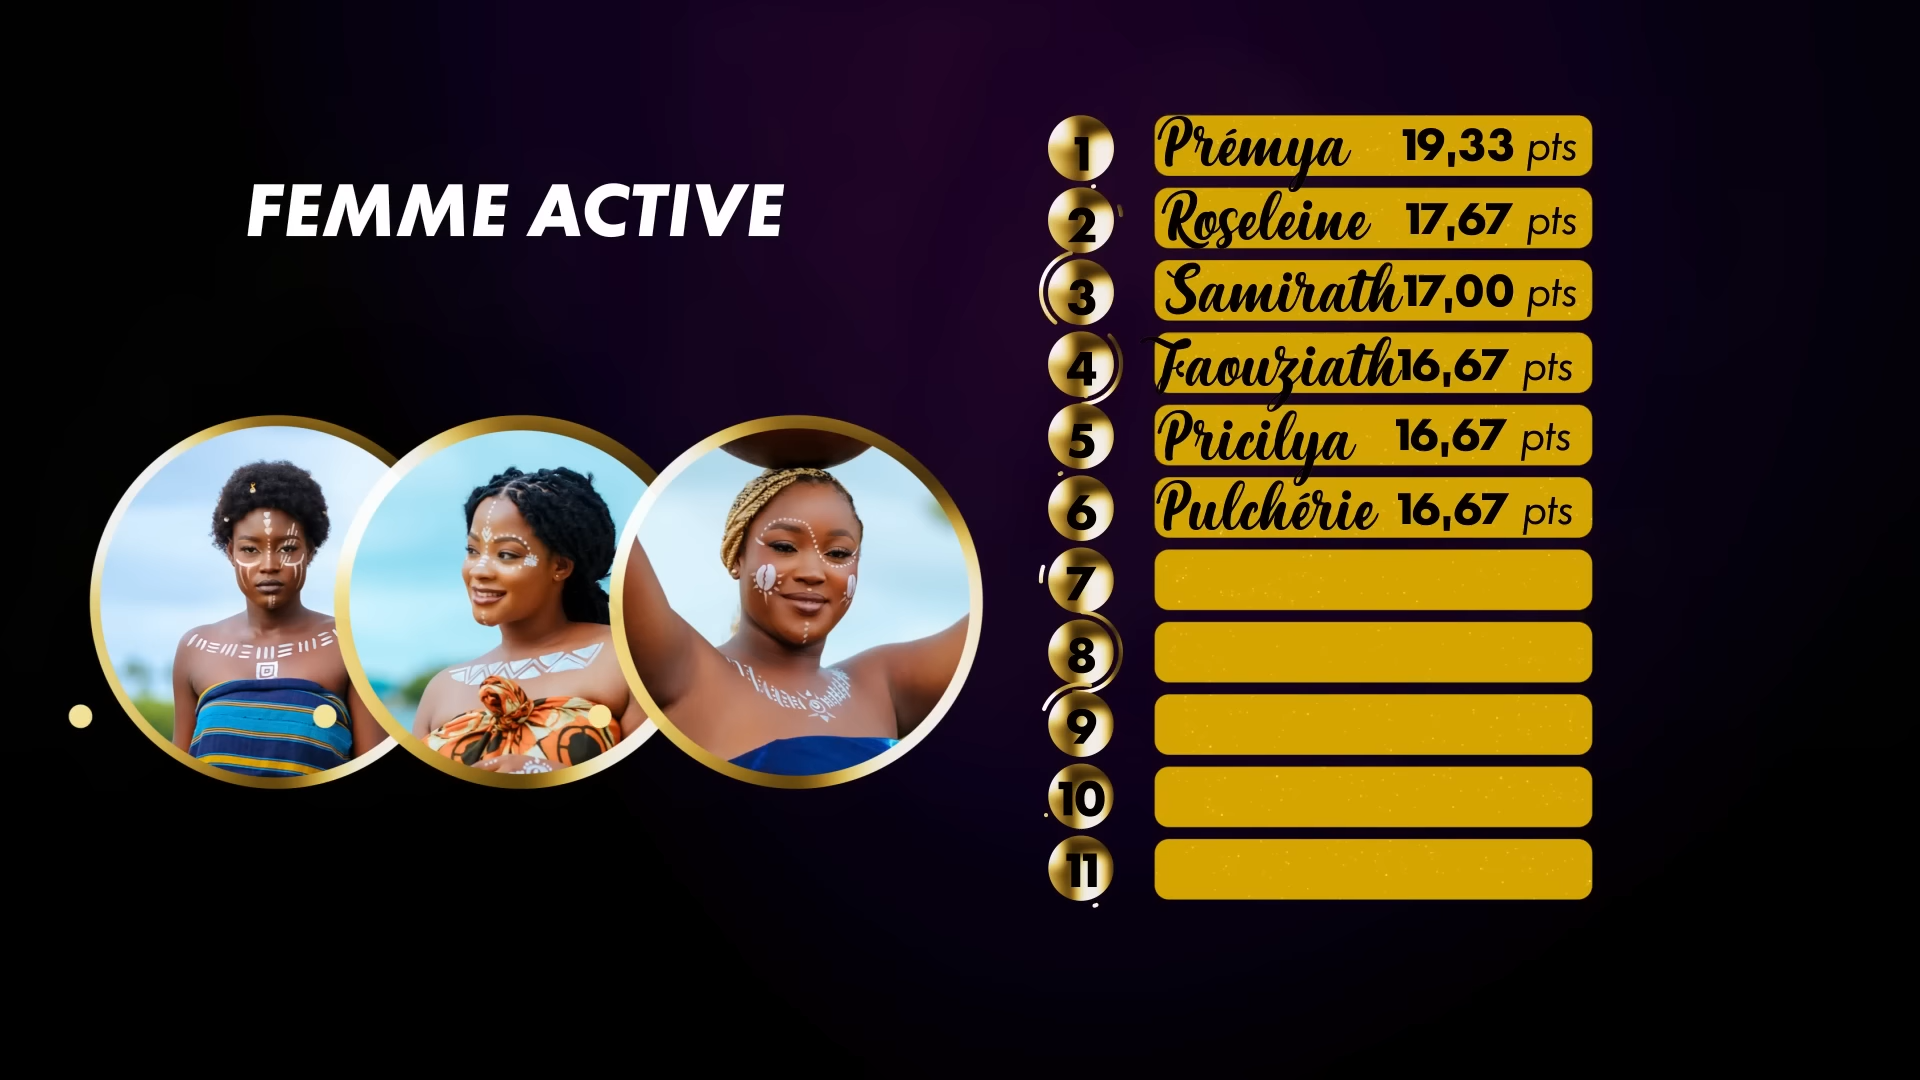 FEMME ACTIVE
1 Prémya 19,33 pts
2 Roseleine 17,67 pts
3 Samirath 17,00 pts
4 Faouziath 16,67 pts
5 Pricilya 16,67 pts
6 Pulchérie 16,67 pts
7
8
9
10
11